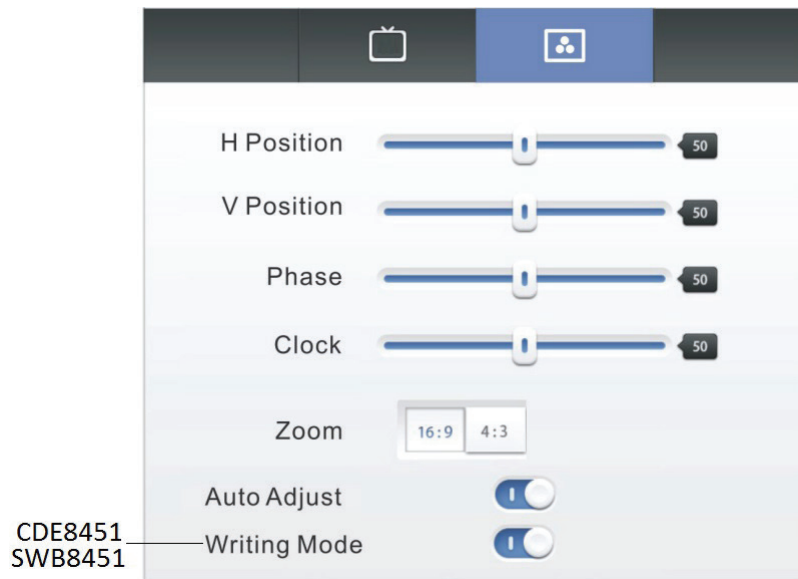 H Position 50
V Position 50
Phase 50
Clock 50
Zoom 16:9 4:3
Auto Adjust
CDE8451
SWB8451
Writing Mode